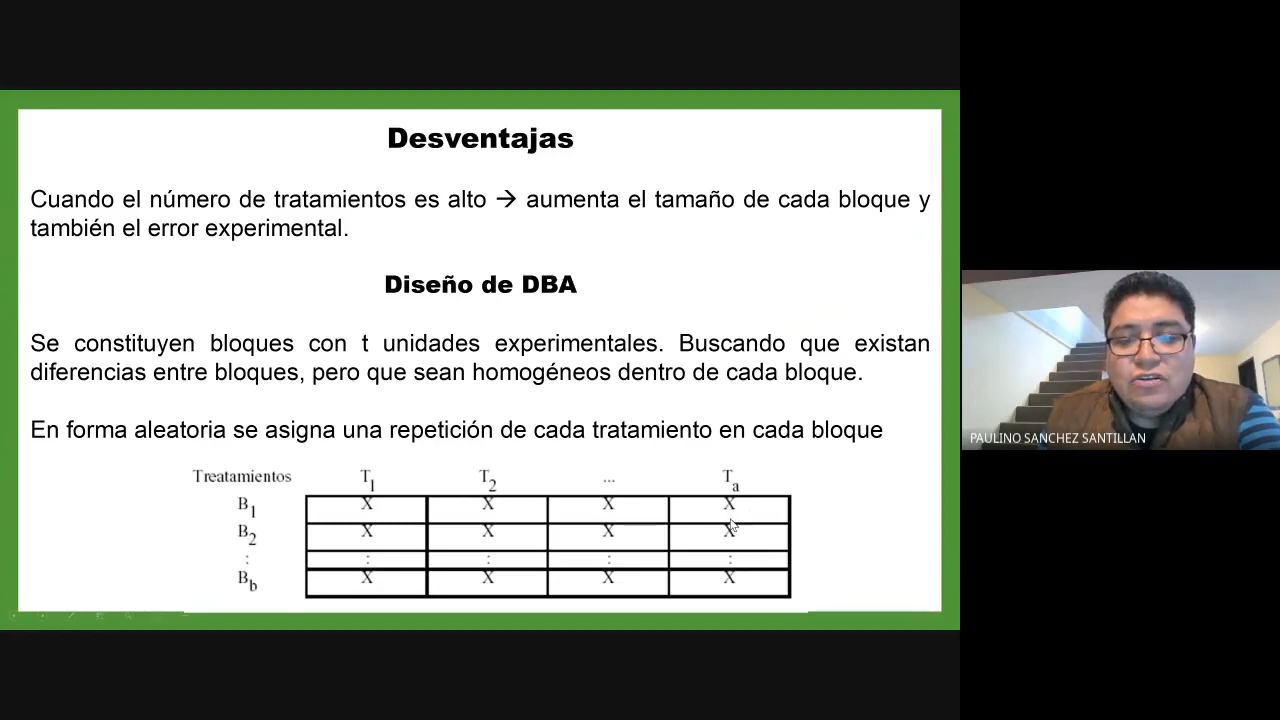 Desventajas
Cuando el número de tratamientos es alto → aumenta el tamaño de cada bloque y
también el error experimental.
Diseño de DBA
Se constituyen bloques con t unidades experimentales. Buscando que existan
diferencias entre bloques, pero que sean homogéneos dentro de cada bloque.
En forma aleatoria se asigna una repetición de cada tratamiento en cada bloque
Treatamientos T1 T2 ... Ta
B1 X X X X
B2 X X X X
: : : : :
Bb X X X X
PAULINO SANCHEZ SANTILLAN